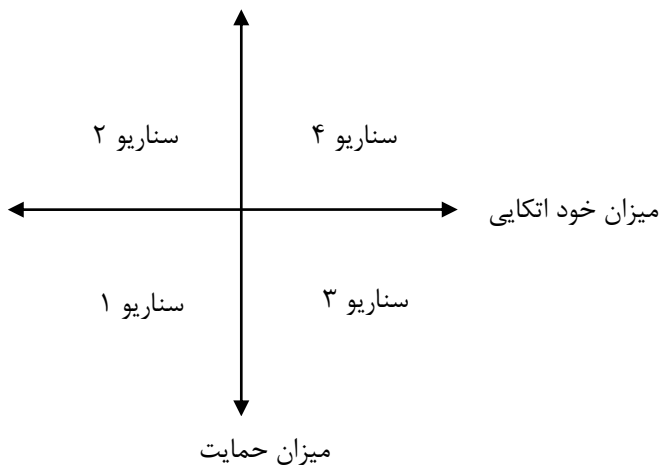 سناریو ۴
سناریو ۲
میزان خود اتکایی
سناریو ۳
سناریو ۱
میزان حمایت